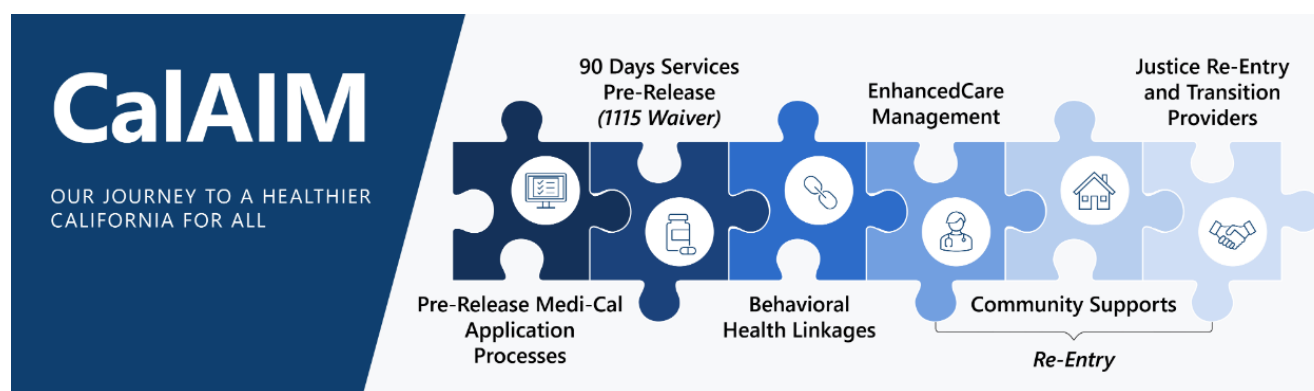 CalAIM
OUR JOURNEY TO A HEALTHIER
CALIFORNIA FOR ALL
90 Days Services
Pre-Release
(1115 Waiver)
EnhancedCare
Management
Justice Re-Entry
and Transition
Providers
Pre-Release Medi-Cal
Application
Processes
Behavioral
Health Linkages
Community Supports
Re-Entry